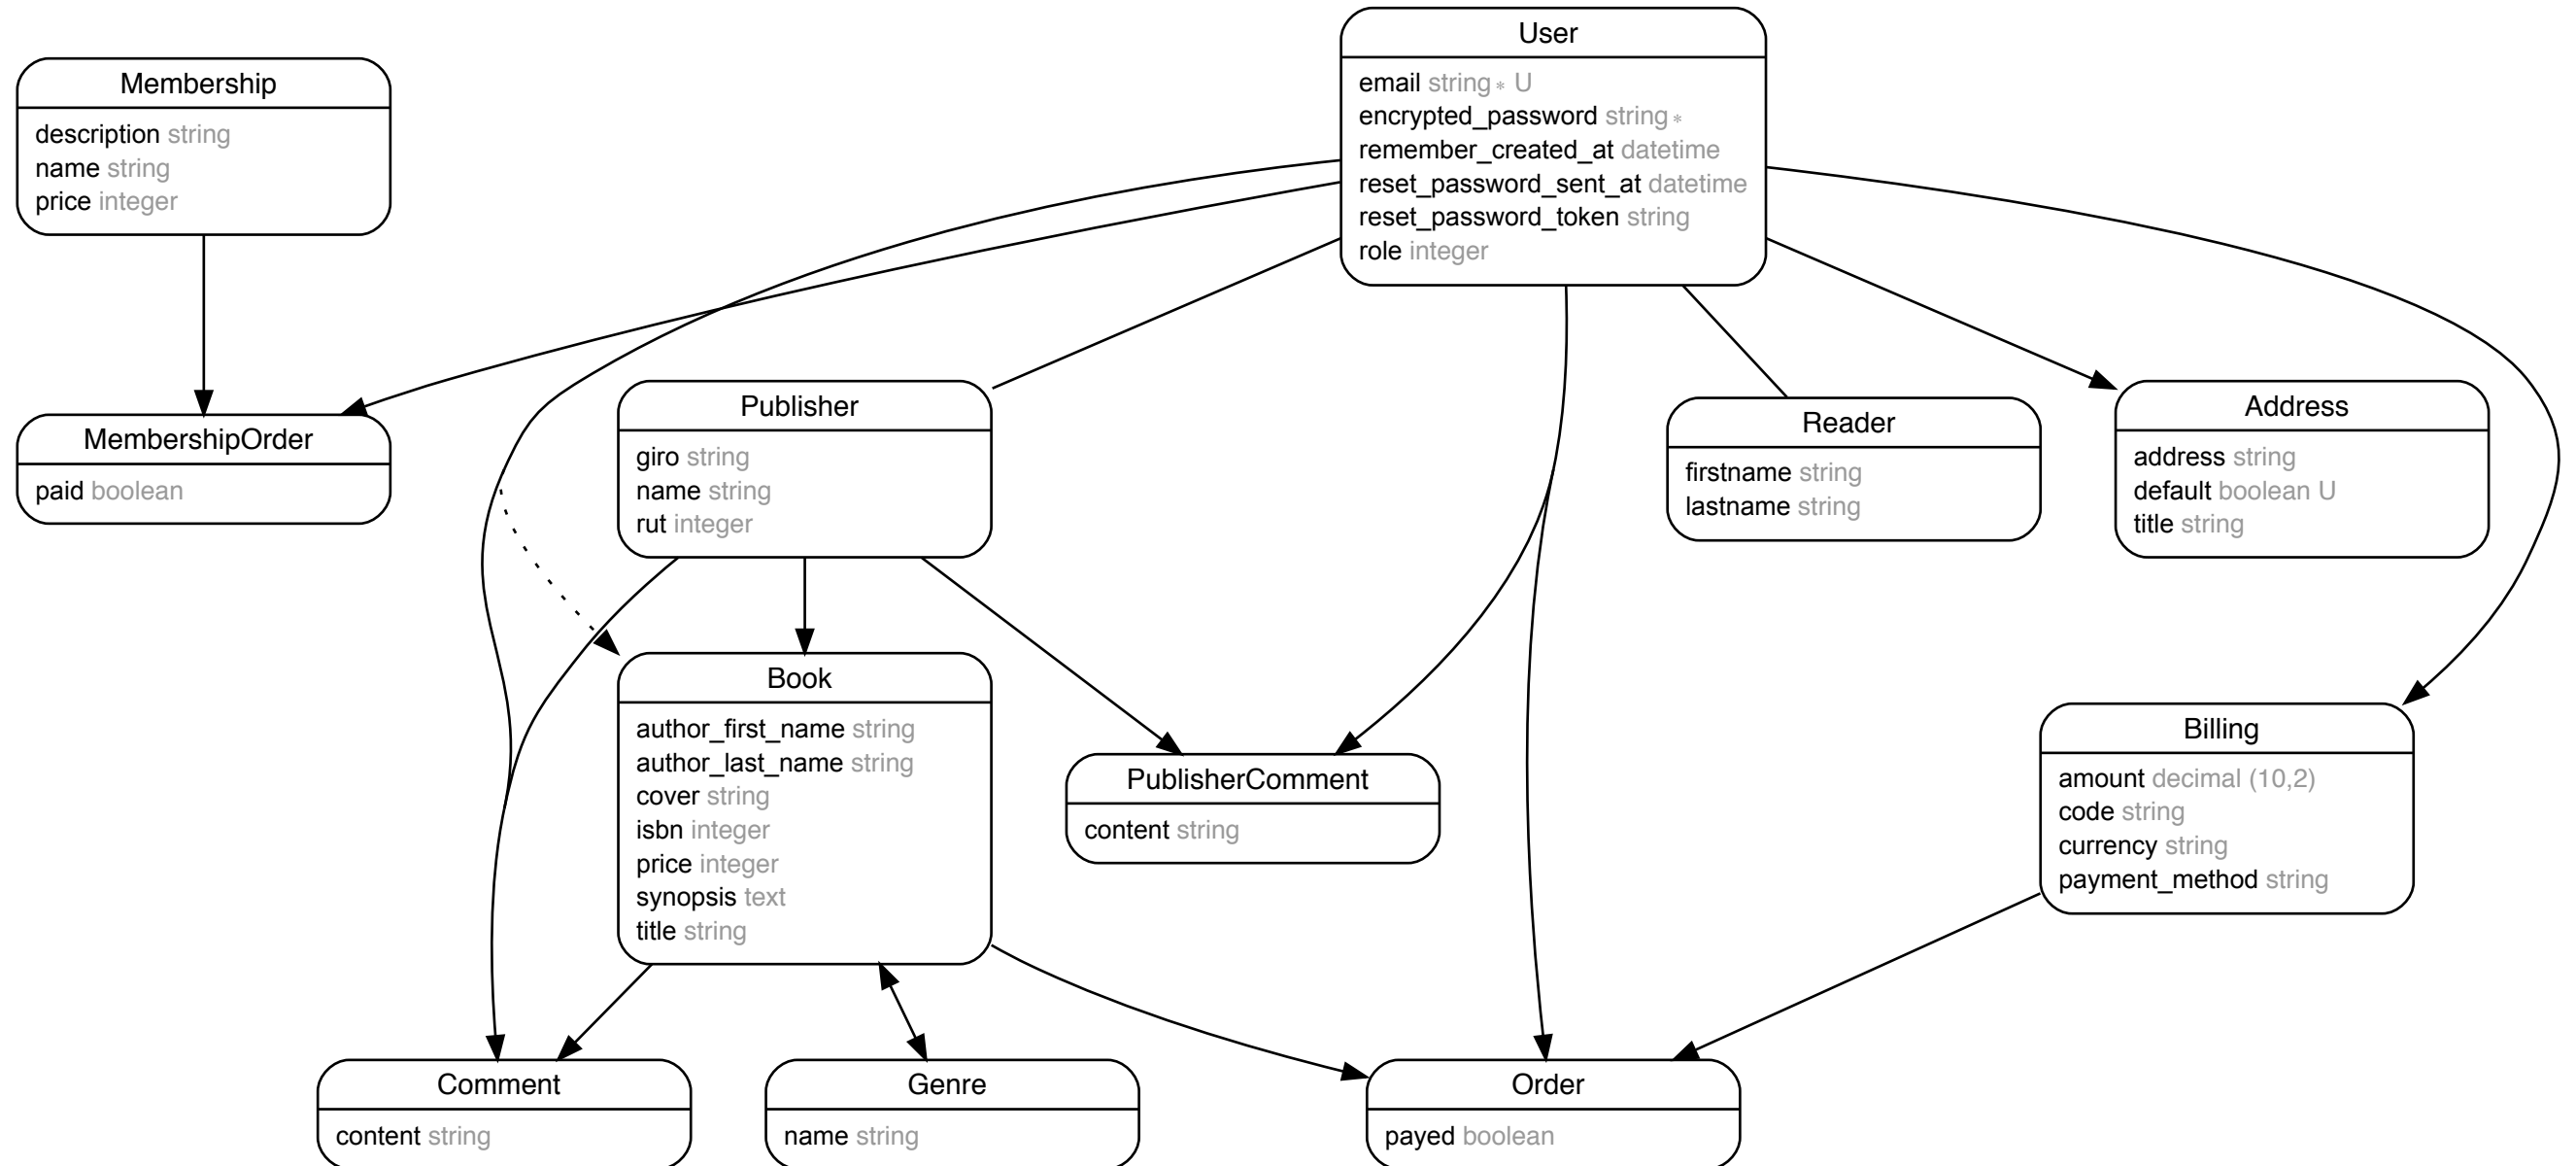 User
email string∗ U
encrypted_password string∗
remember_created_at datetime
reset_password_sent_at datetime
reset_password_token string
role integer
Membership
description string
name string
price integer
MembershipOrder
paid boolean
Publisher
giro string
name string
rut integer
Reader
firstname string
lastname string
Address
address string
default boolean U
title string
Book
author_first_name string
author_last_name string
cover string
isbn integer
price integer
synopsis text
title string
PublisherComment
content string
Billing
amount decimal (10,2)
code string
currency string
payment_method string
Comment
content string
Genre
name string
Order
payed boolean